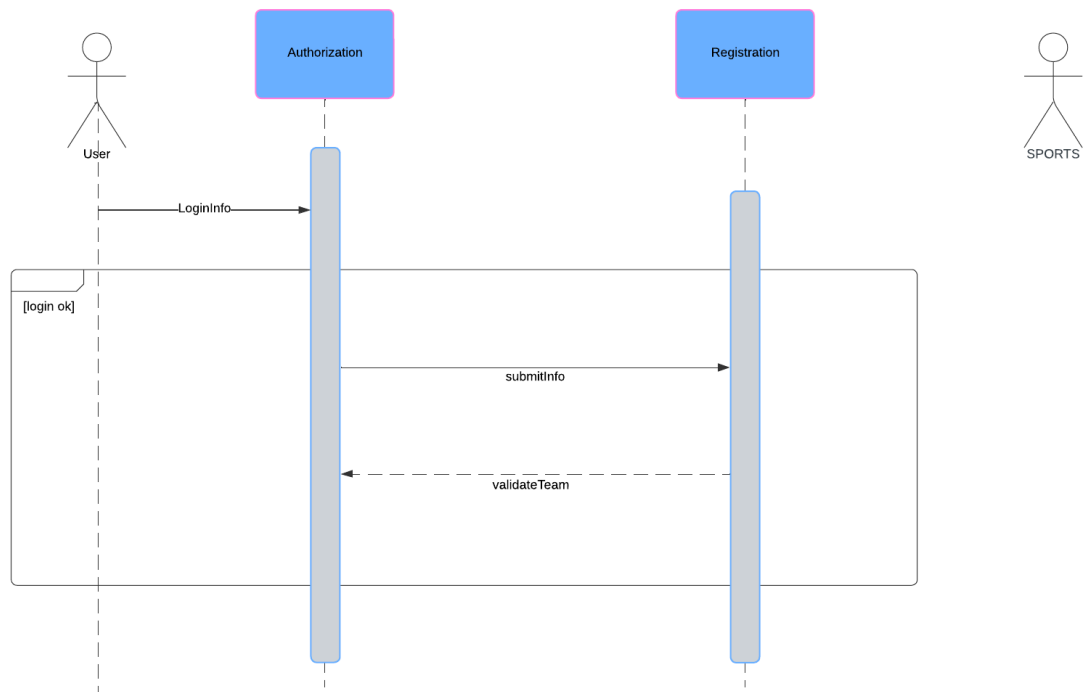 Authorization
Registration
User
SPORTS
LoginInfo
[login ok]
submitInfo
validateTeam